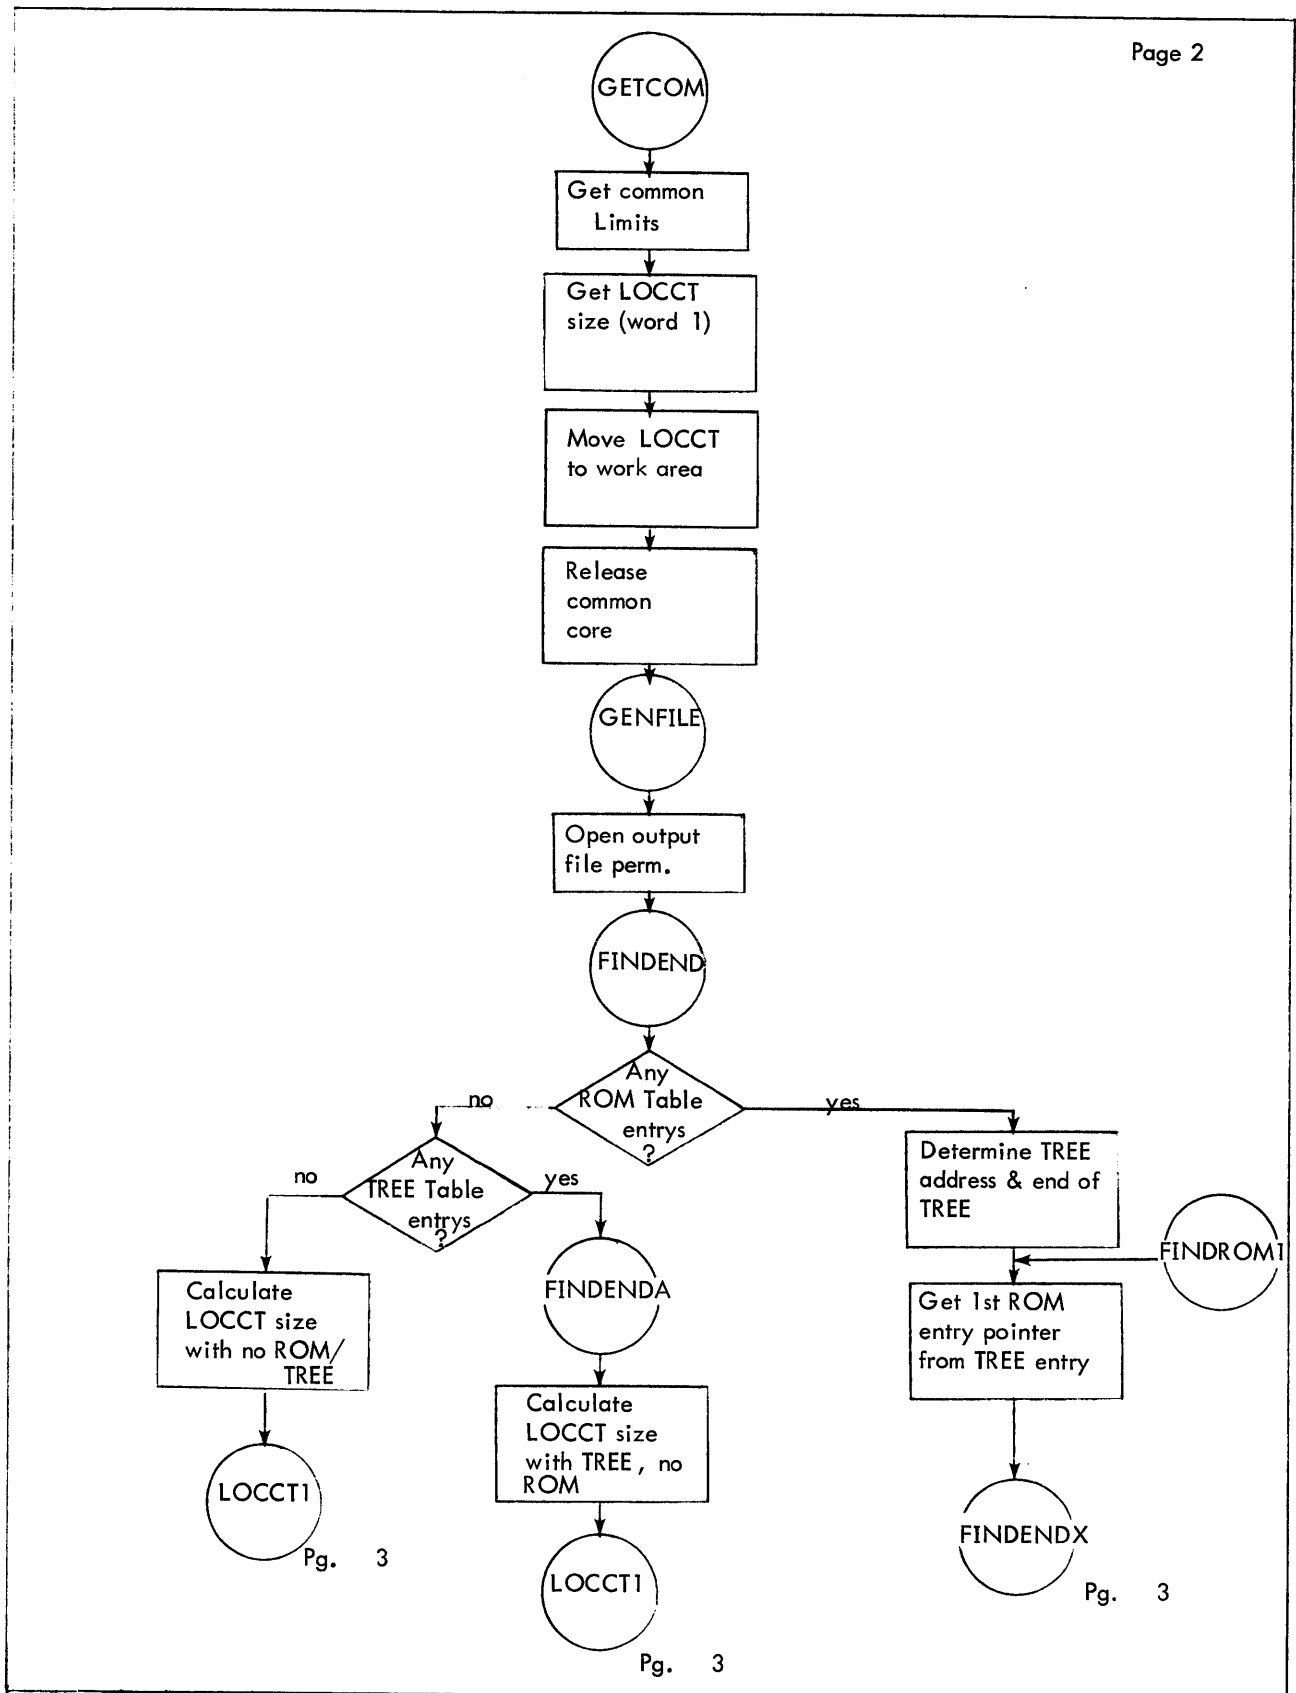 Page 2
GETCOM
Get common
Limits
Get LOCCT
size (word 1)
Move LOCCT
to work area
Release
common
core
GENFILE
Open output
file perm.
FINDEND
Any
ROM Table
entrys
?
no
yes
Any
TREE Table
entrys
?
no
yes
Determine TREE
address & end of
TREE
FINDROM1
Calculate
LOCCT size
with no ROM/
TREE
FINDENDA
Get 1st ROM
entry pointer
from TREE entry
Calculate
LOCCT size
with TREE, no
ROM
LOCCT1
Pg. 3
LOCCT1
Pg. 3
FINDENDX
Pg. 3